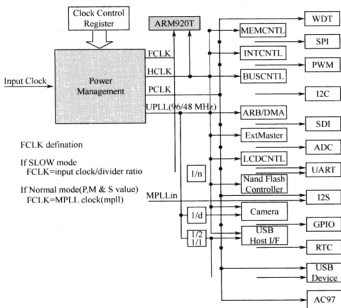 Clock Control
Register
ARM920T
Input Clock
Power
Management
FCLK
HCLK
PCLK
UPLL(96/48 MHz)
MEMCNTL
INTCNTL
BUSCNTL
ARB/DMA
ExtMaster
LCDCNTL
Nand Flash
Controller
Camera
USB
Host I/F
1/n
1/d
1/2
1/1
MPLLin
FCLK defination
If SLOW mode
FCLK=input clock/divider ratio
If Normal mode(P,M & S value)
FCLK=MPLL clock(mpll)
WDT
SPI
PWM
I2C
SDI
ADC
UART
I2S
GPIO
RTC
USB
Device
AC97